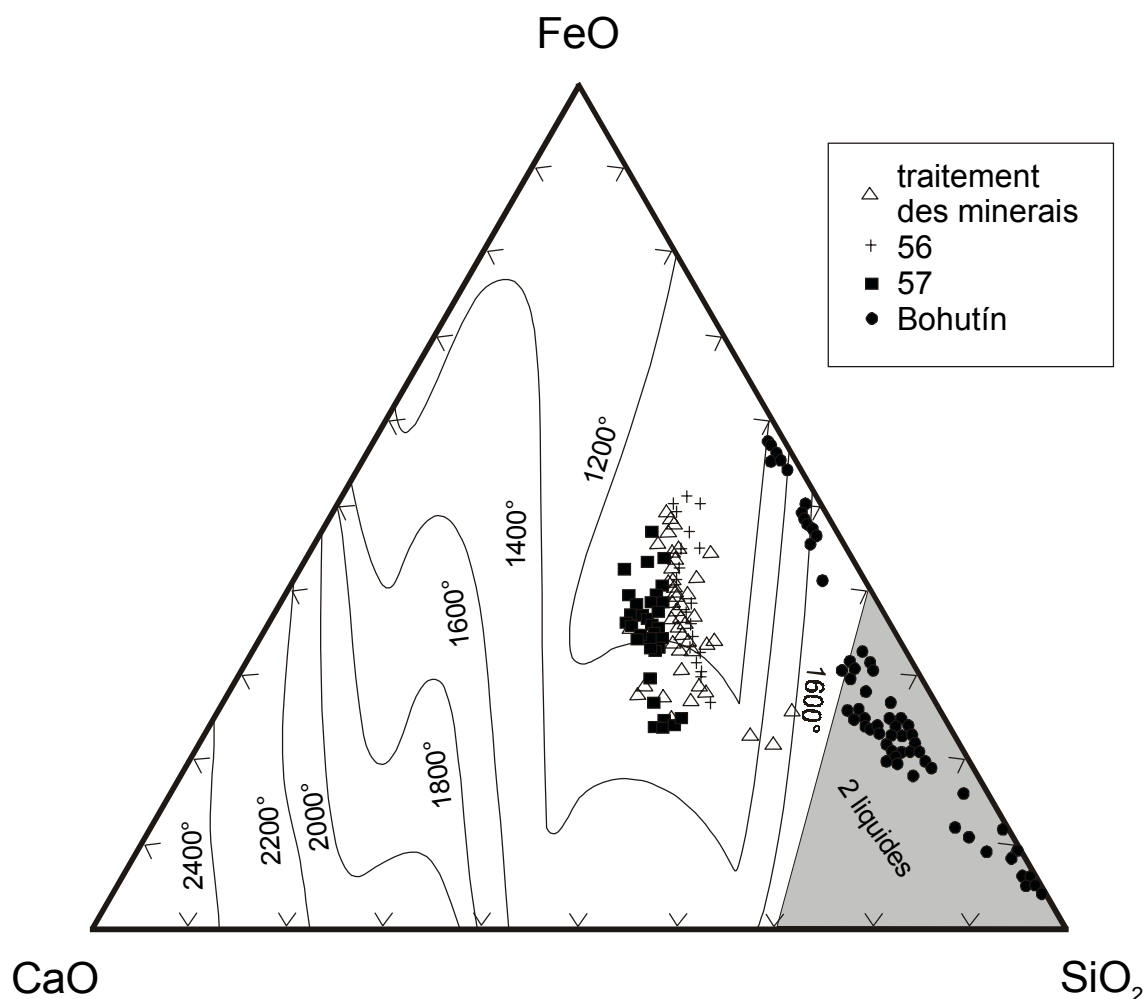 FeO
traitement
des minerais
56
57
Bohutín
1200°
1400°
1600°
1600°
1800°
2000°
2200°
2400°
2 liquides
CaO
SiO₂